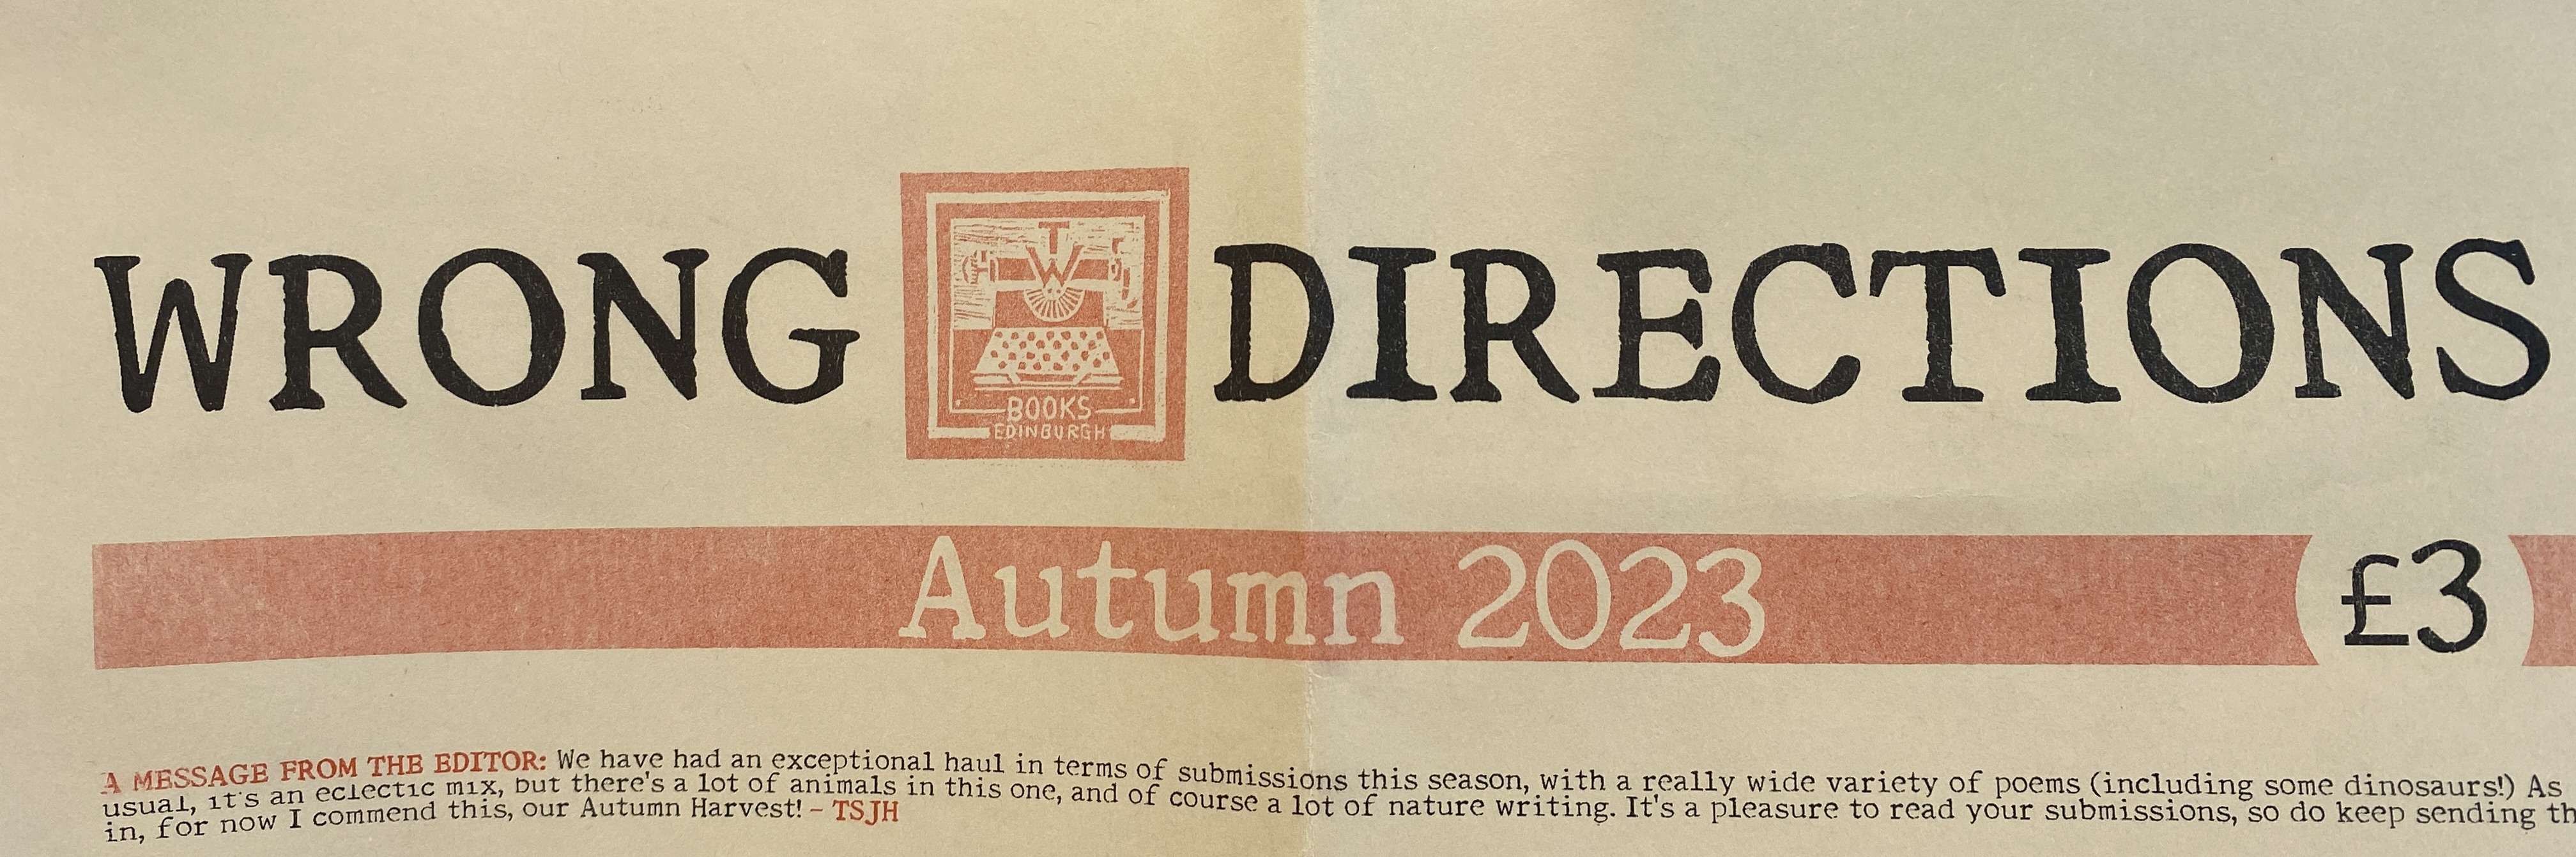 WRONG DIRECTIONS
TW
BOOKS
EDINBURGH
Autumn 2023 £3
A MESSAGE FROM THE EDITOR: We have had an exceptional haul in terms of submissions this season, with a really wide variety of poems (including some dinosaurs!) As
usual, it's an eclectic mix, but there's a lot of animals in this one, and of course a lot of nature writing. It's a pleasure to read your submissions, so do keep sending th
in, for now I commend this, our Autumn Harvest! – TSJH